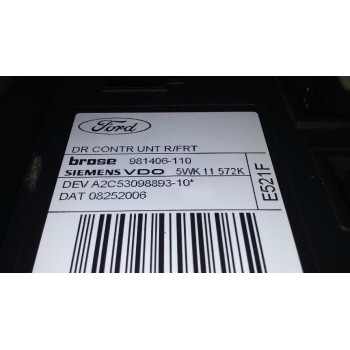 Ford
DR CONTR UNT R/FRT
brose 981406-110
SIEMENS VDO 5WK 11 572K
DEV A2C53098893-10*
DAT 08252006
E521F